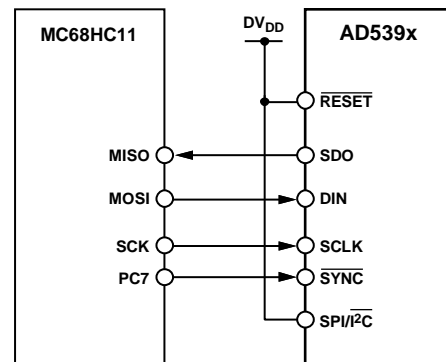 MC68HC11
DVDD
AD539x
RESET
MISO
SDO
MOSI
DIN
SCK
SCLK
PC7
SYNC
SPI/I2C